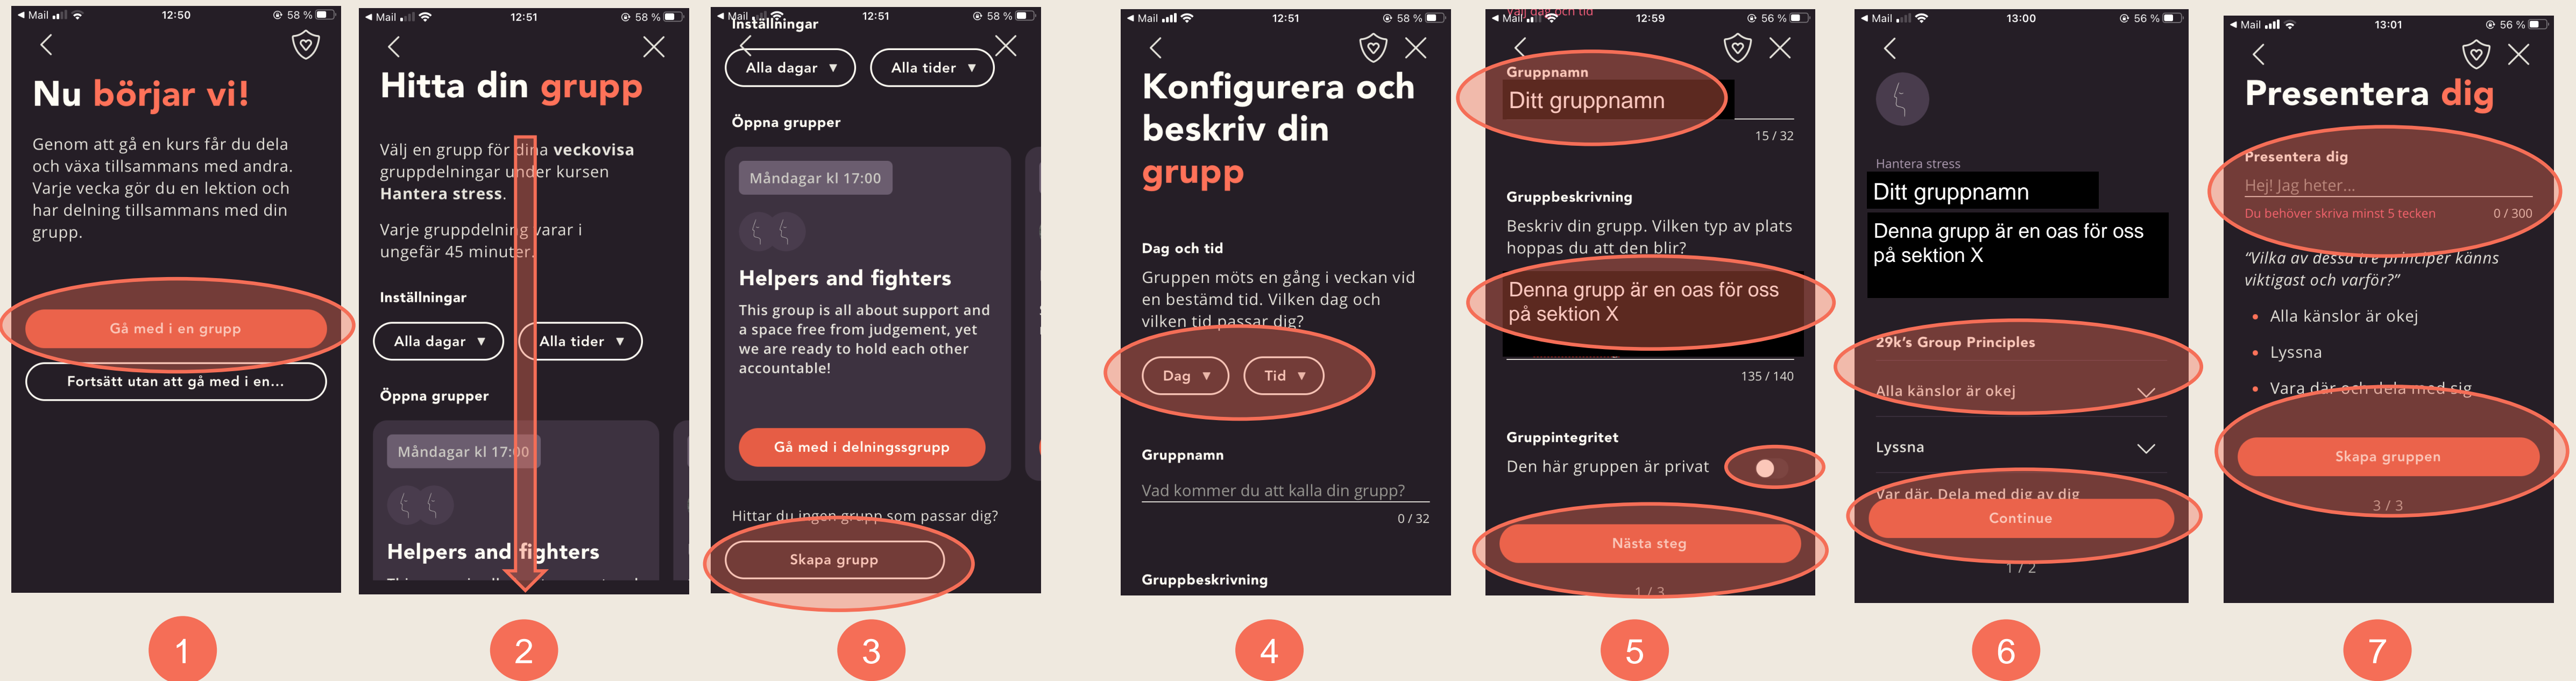 Mail
12:50
58 %
Nu börjar vi!
Genom att gå en kurs får du dela
och växa tillsammans med andra.
Varje vecka gör du en lektion och
har delning tillsammans med din
grupp.
Gå med i en grupp
Fortsätt utan att gå med i en...
1
Mail
12:51
58 %
Hitta din grupp
Välj en grupp för dina veckovisa
gruppdelningar under kursen
Hantera stress.
Varje gruppdelning varar i
ungefär 45 minuter.
Inställningar
Alla dagar ▼
Alla tider ▼
Öppna grupper
Måndagar kl 17:00
Helpers and fighters
2
Mail
12:51
58 %
Inställningar
Alla dagar ▼
Alla tider ▼
Öppna grupper
Måndagar kl 17:00
Helpers and fighters
This group is all about support and
a space free from judgement, yet
we are ready to hold each other
accountable!
Gå med i delningssgrupp
Hittar du ingen grupp som passar dig?
Skapa grupp
3
Mail
12:51
58 %
Konfigurera och
beskriv din
grupp
Dag och tid
Gruppen möts en gång i veckan vid
en bestämd tid. Vilken dag och
vilken tid passar dig?
Dag ▼
Tid ▼
Gruppnamn
Vad kommer du att kalla din grupp?
0 / 32
Gruppbeskrivning
4
Mail
12:59
56 %
Välj dag och tid
Gruppnamn
Ditt gruppnamn
15 / 32
Gruppbeskrivning
Beskriv din grupp. Vilken typ av plats
hoppas du att den blir?
Denna grupp är en oas för oss
på sektion X
135 / 140
Gruppintegritet
Den här gruppen är privat
Nästa steg
1 / 3
5
Mail
13:00
56 %
Hantera stress
Ditt gruppnamn
Denna grupp är en oas för oss
på sektion X
29k's Group Principles
Alla känslor är okej
Lyssna
Var där. Dela med dig av dig
Continue
1 / 2
6
Mail
13:01
56 %
Presentera dig
Presentera dig
Hej! Jag heter...
Du behöver skriva minst 5 tecken
0 / 300
“Vilka av dessa tre principer känns
viktigast och varför?”
• Alla känslor är okej
• Lyssna
• Vara där och dela med sig
Skapa gruppen
3 / 3
7